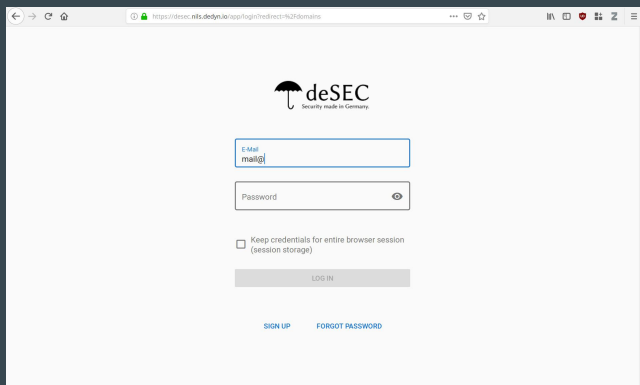 https://desec.nils.dedyn.io/app/login?redirect=%2Fdomains
deSEC
Security made in Germany.
E-Mail
mail@
Password
Keep credentials for entire browser session
(session storage)
LOG IN
SIGN UP FORGOT PASSWORD